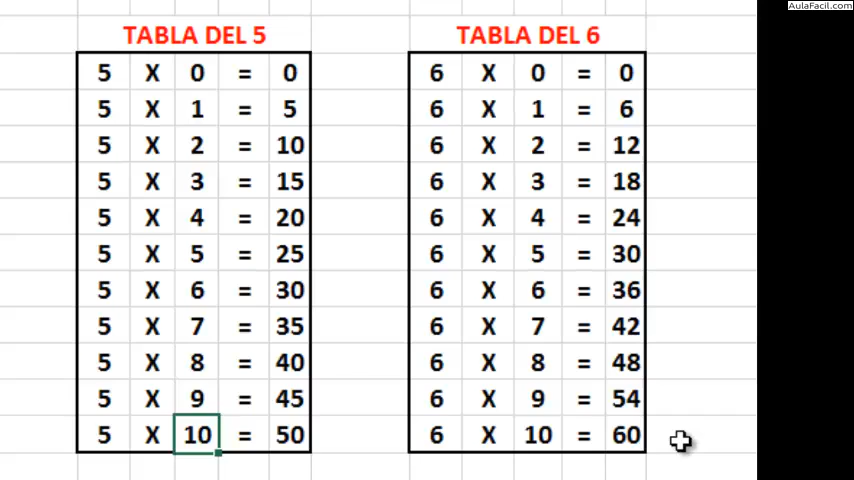 AulaFacil.com
TABLA DEL 5
5 X 0 = 0
5 X 1 = 5
5 X 2 = 10
5 X 3 = 15
5 X 4 = 20
5 X 5 = 25
5 X 6 = 30
5 X 7 = 35
5 X 8 = 40
5 X 9 = 45
5 X 10 = 50
TABLA DEL 6
6 X 0 = 0
6 X 1 = 6
6 X 2 = 12
6 X 3 = 18
6 X 4 = 24
6 X 5 = 30
6 X 6 = 36
6 X 7 = 42
6 X 8 = 48
6 X 9 = 54
6 X 10 = 60